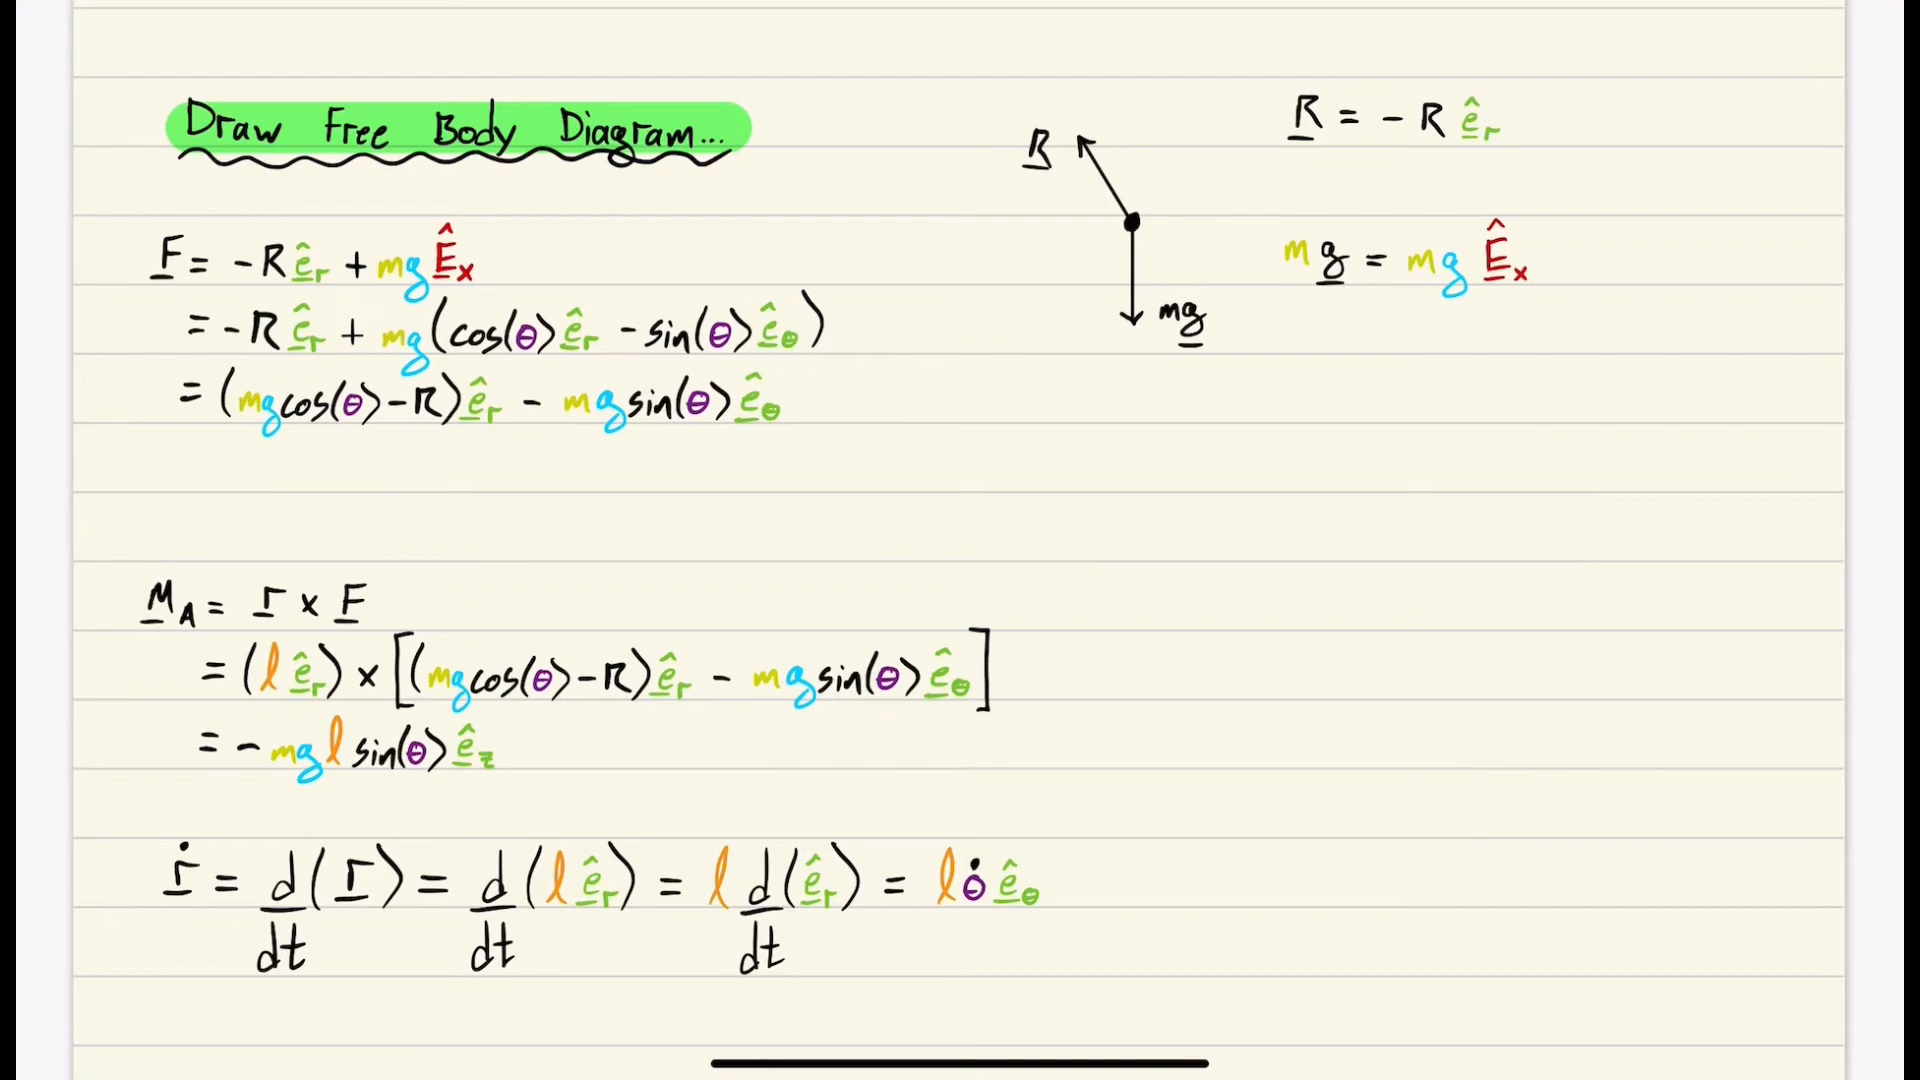 Draw Free Body Diagram...
R = - R ê_r
R
F = - R ê_r + mg Ê_x
mg = mg Ê_x
= - R ê_r + mg (cos(θ) ê_r - sin(θ) ê_θ)
mg
= (mg cos(θ) - R) ê_r - mg sin(θ) ê_θ
M_A = r × F
= (l ê_r) × [(mg cos(θ) - R) ê_r - mg sin(θ) ê_θ]
= - mg l sin(θ) ê_z
ṙ = d/dt (r) = d/dt (l ê_r) = l d/dt (ê_r) = l θ̇ ê_θ